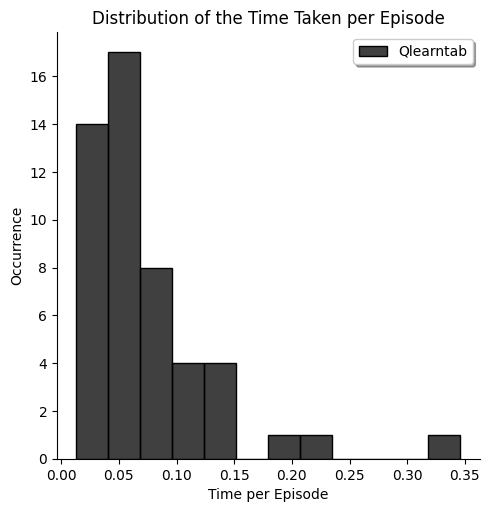 Distribution of the Time Taken per Episode
Qlearntab
16
14
12
10
8
6
4
2
0
Occurrence
0.00 0.05 0.10 0.15 0.20 0.25 0.30 0.35
Time per Episode